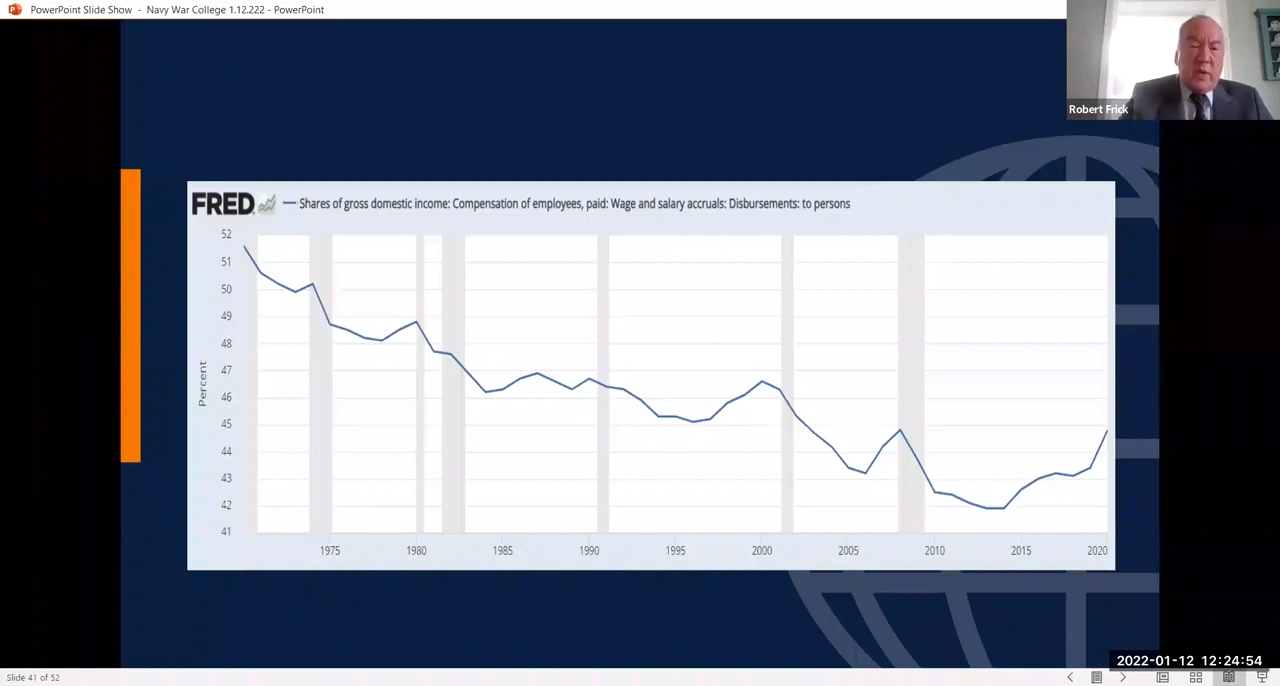 PowerPoint Slide Show - Navy War College 1.12.222 - PowerPoint
Robert Frick
FRED
Shares of gross domestic income: Compensation of employees, paid: Wage and salary accruals: Disbursements: to persons
52
51
50
49
48
47
46
45
44
43
42
41
Percent
1975 1980 1985 1990 1995 2000 2005 2010 2015 2020
2022-01-12 12:24:54
Slide 41 of 52